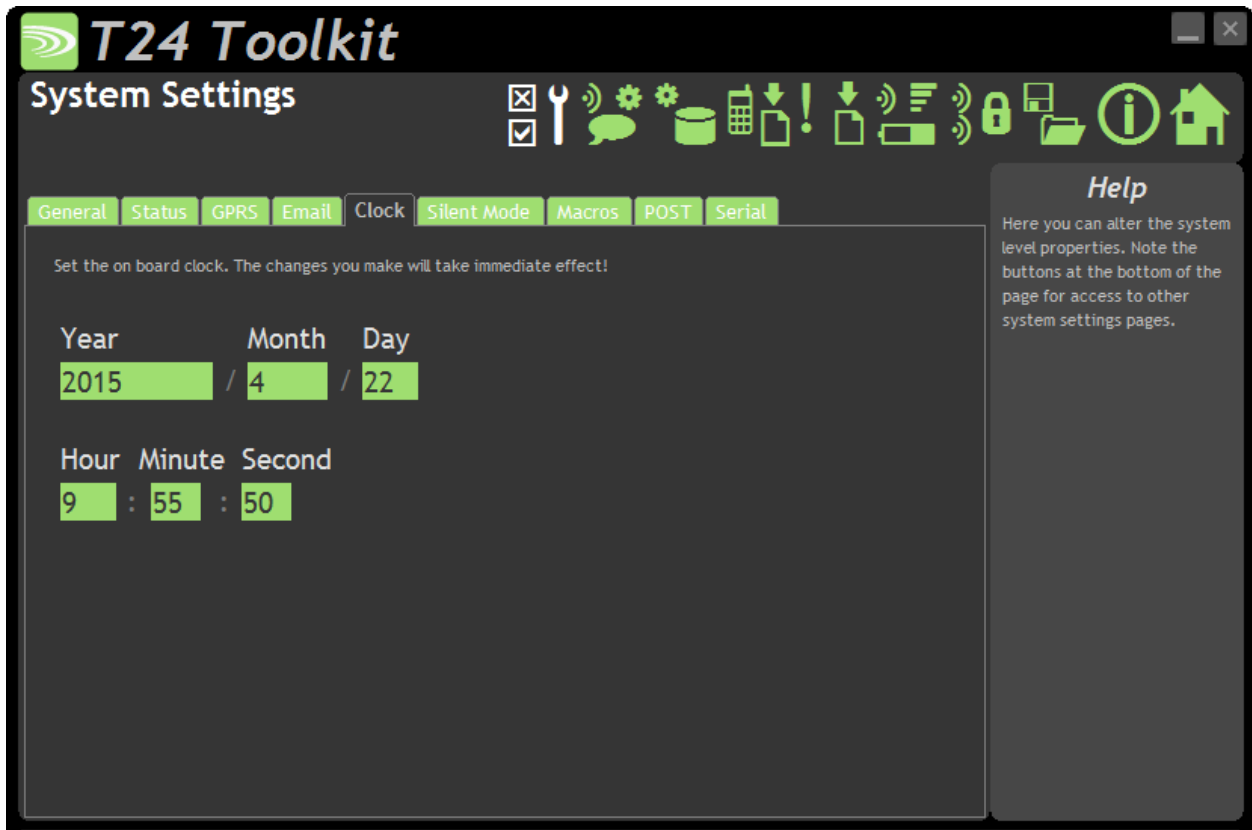 T24 Toolkit
System Settings
General Status GPRS Email Clock Silent Mode Macros POST Serial
Set the on board clock. The changes you make will take immediate effect!
Year Month Day
2015 / 4 / 22
Hour Minute Second
9 : 55 : 50
Help
Here you can alter the system
level properties. Note the
buttons at the bottom of the
page for access to other
system settings pages.